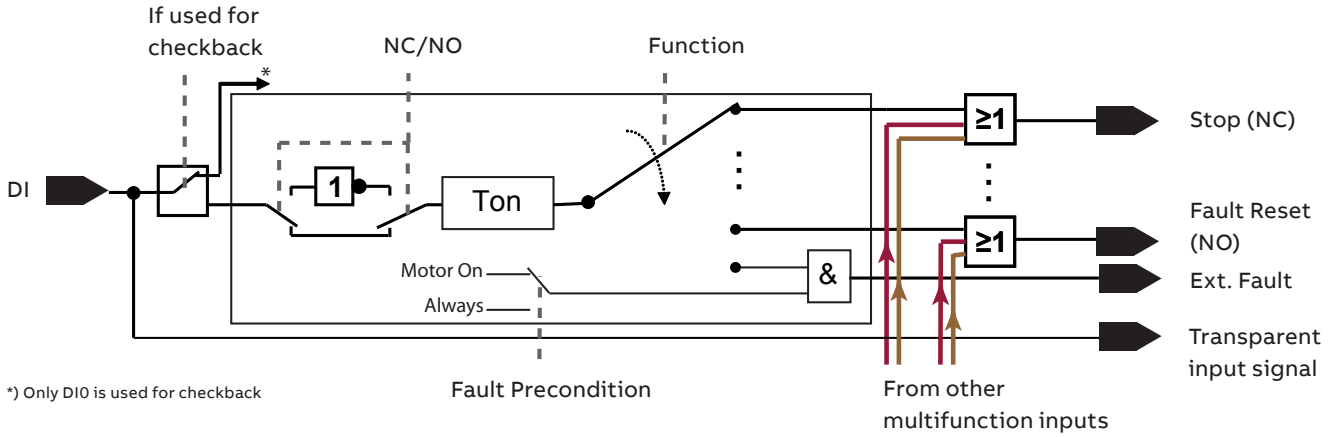 If used for
checkback
*
NC/NO
Function
DI
1
Ton
≥1
Stop (NC)
≥1
Fault Reset
(NO)
Motor On
Always
&
Ext. Fault
Transparent
input signal
*) Only DI0 is used for checkback
Fault Precondition
From other
multifunction inputs